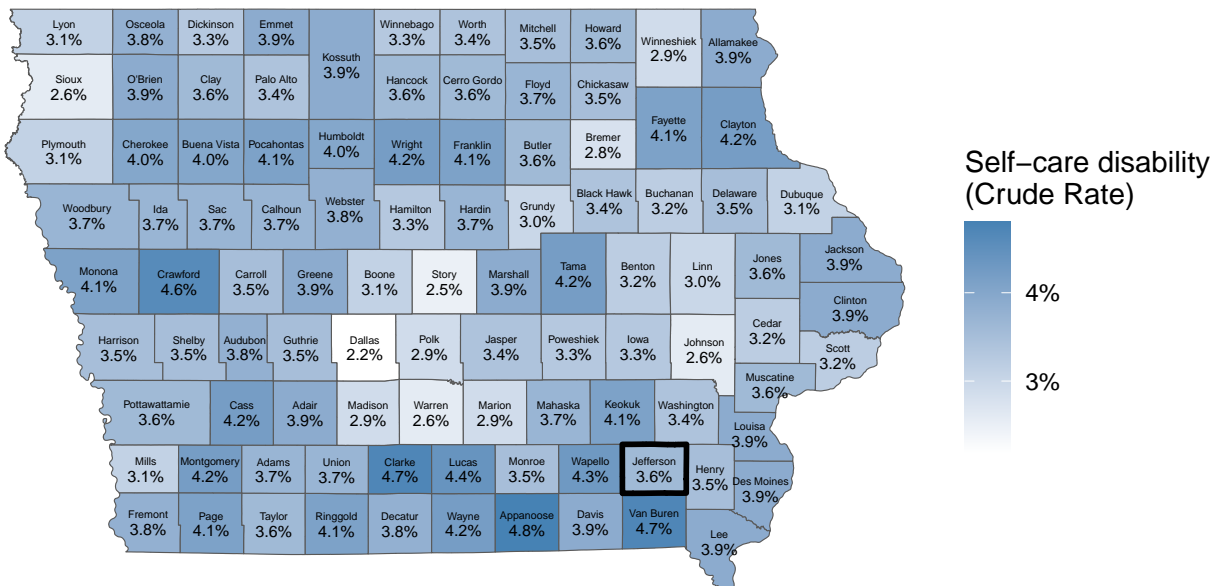 Lyon
3.1%
Osceola
3.8%
Dickinson
3.3%
Emmet
3.9%
Kossuth
3.9%
Winnebago
3.3%
Worth
3.4%
Mitchell
3.5%
Howard
3.6%
Winneshiek
2.9%
Allamakee
3.9%
Sioux
2.6%
O'Brien
3.9%
Clay
3.6%
Palo Alto
3.4%
Hancock
3.6%
Cerro Gordo
3.6%
Floyd
3.7%
Chickasaw
3.5%
Fayette
4.1%
Clayton
4.2%
Plymouth
3.1%
Cherokee
4.0%
Buena Vista
4.0%
Pocahontas
4.1%
Humboldt
4.0%
Wright
4.2%
Franklin
4.1%
Butler
3.6%
Bremer
2.8%
Woodbury
3.7%
Ida
3.7%
Sac
3.7%
Calhoun
3.7%
Webster
3.8%
Hamilton
3.3%
Hardin
3.7%
Grundy
3.0%
Black Hawk
3.4%
Buchanan
3.2%
Delaware
3.5%
Dubuque
3.1%
Monona
4.1%
Crawford
4.6%
Carroll
3.5%
Greene
3.9%
Boone
3.1%
Story
2.5%
Marshall
3.9%
Tama
4.2%
Benton
3.2%
Linn
3.0%
Jones
3.6%
Jackson
3.9%
Clinton
3.9%
Harrison
3.5%
Shelby
3.5%
Audubon
3.8%
Guthrie
3.5%
Dallas
2.2%
Polk
2.9%
Jasper
3.4%
Poweshiek
3.3%
Iowa
3.3%
Johnson
2.6%
Cedar
3.2%
Scott
3.2%
Muscatine
3.6%
Pottawattamie
3.6%
Cass
4.2%
Adair
3.9%
Madison
2.9%
Warren
2.6%
Marion
2.9%
Mahaska
3.7%
Keokuk
4.1%
Washington
3.4%
Louisa
3.9%
Mills
3.1%
Montgomery
4.2%
Adams
3.7%
Union
3.7%
Clarke
4.7%
Lucas
4.4%
Monroe
3.5%
Wapello
4.3%
Jefferson
3.6%
Henry
3.5%
Des Moines
3.9%
Fremont
3.8%
Page
4.1%
Taylor
3.6%
Ringgold
4.1%
Decatur
3.8%
Wayne
4.2%
Appanoose
4.8%
Davis
3.9%
Van Buren
4.7%
Lee
3.9%
Self−care disability
(Crude Rate)
4%
3%